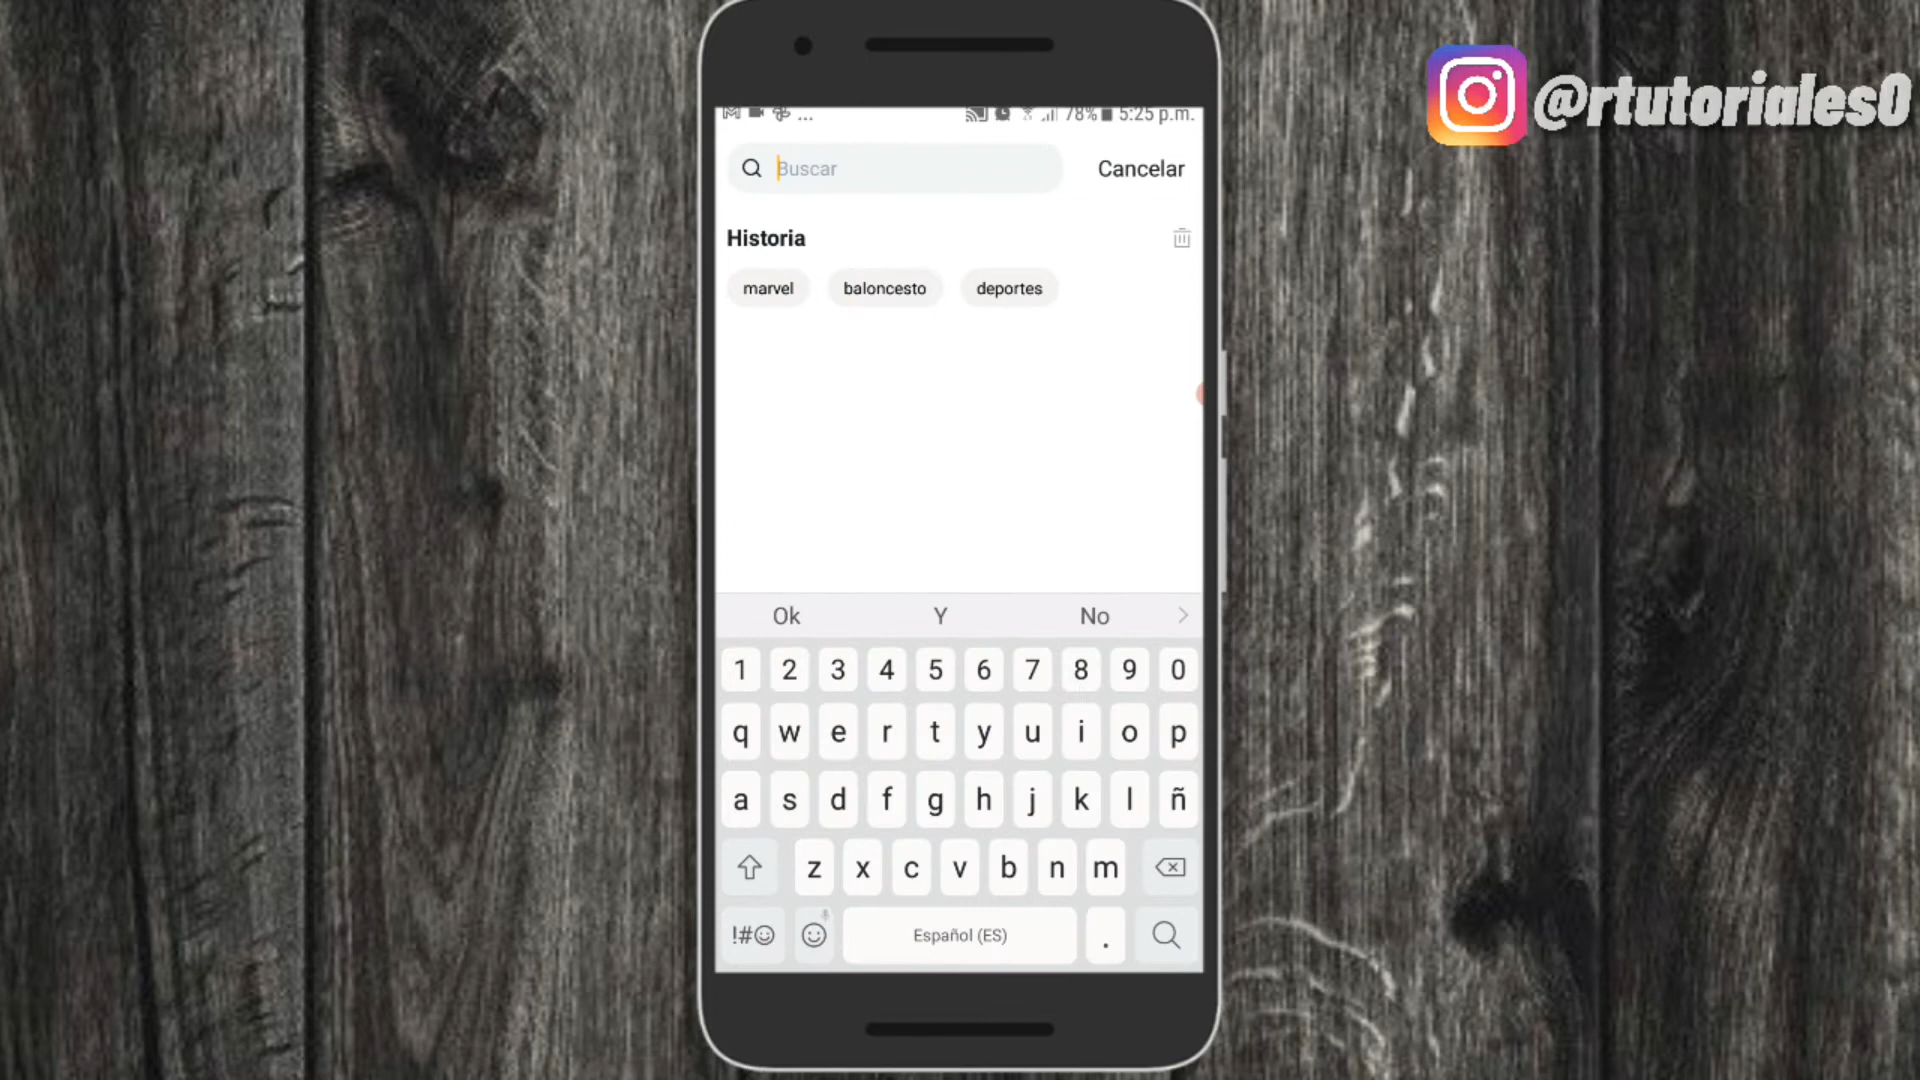 @rtutoriales0
... 78% 5:25 p.m.
Buscar
Cancelar
Historia
marvel baloncesto deportes
Ok Y No
1 2 3 4 5 6 7 8 9 0
q w e r t y u i o p
a s d f g h j k l ñ
z x c v b n m
!#☺ Español (ES) .